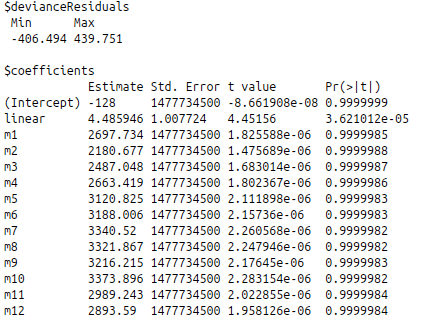 $devianceResiduals
Min Max
-406.494 439.751
$coefficients
Estimate Std. Error t value Pr(>|t|)
(Intercept) -128 1477734500 -8.661908e-08 0.9999999
linear 4.485946 1.007724 4.45156 3.621012e-05
m1 2697.734 1477734500 1.825588e-06 0.9999985
m2 2180.677 1477734500 1.475689e-06 0.9999988
m3 2487.048 1477734500 1.683014e-06 0.9999987
m4 2663.419 1477734500 1.802367e-06 0.9999986
m5 3120.825 1477734500 2.111898e-06 0.9999983
m6 3188.006 1477734500 2.15736e-06 0.9999983
m7 3340.52 1477734500 2.260568e-06 0.9999982
m8 3321.867 1477734500 2.247946e-06 0.9999982
m9 3216.215 1477734500 2.17645e-06 0.9999983
m10 3373.896 1477734500 2.283154e-06 0.9999982
m11 2989.243 1477734500 2.022855e-06 0.9999984
m12 2893.59 1477734500 1.958126e-06 0.9999984